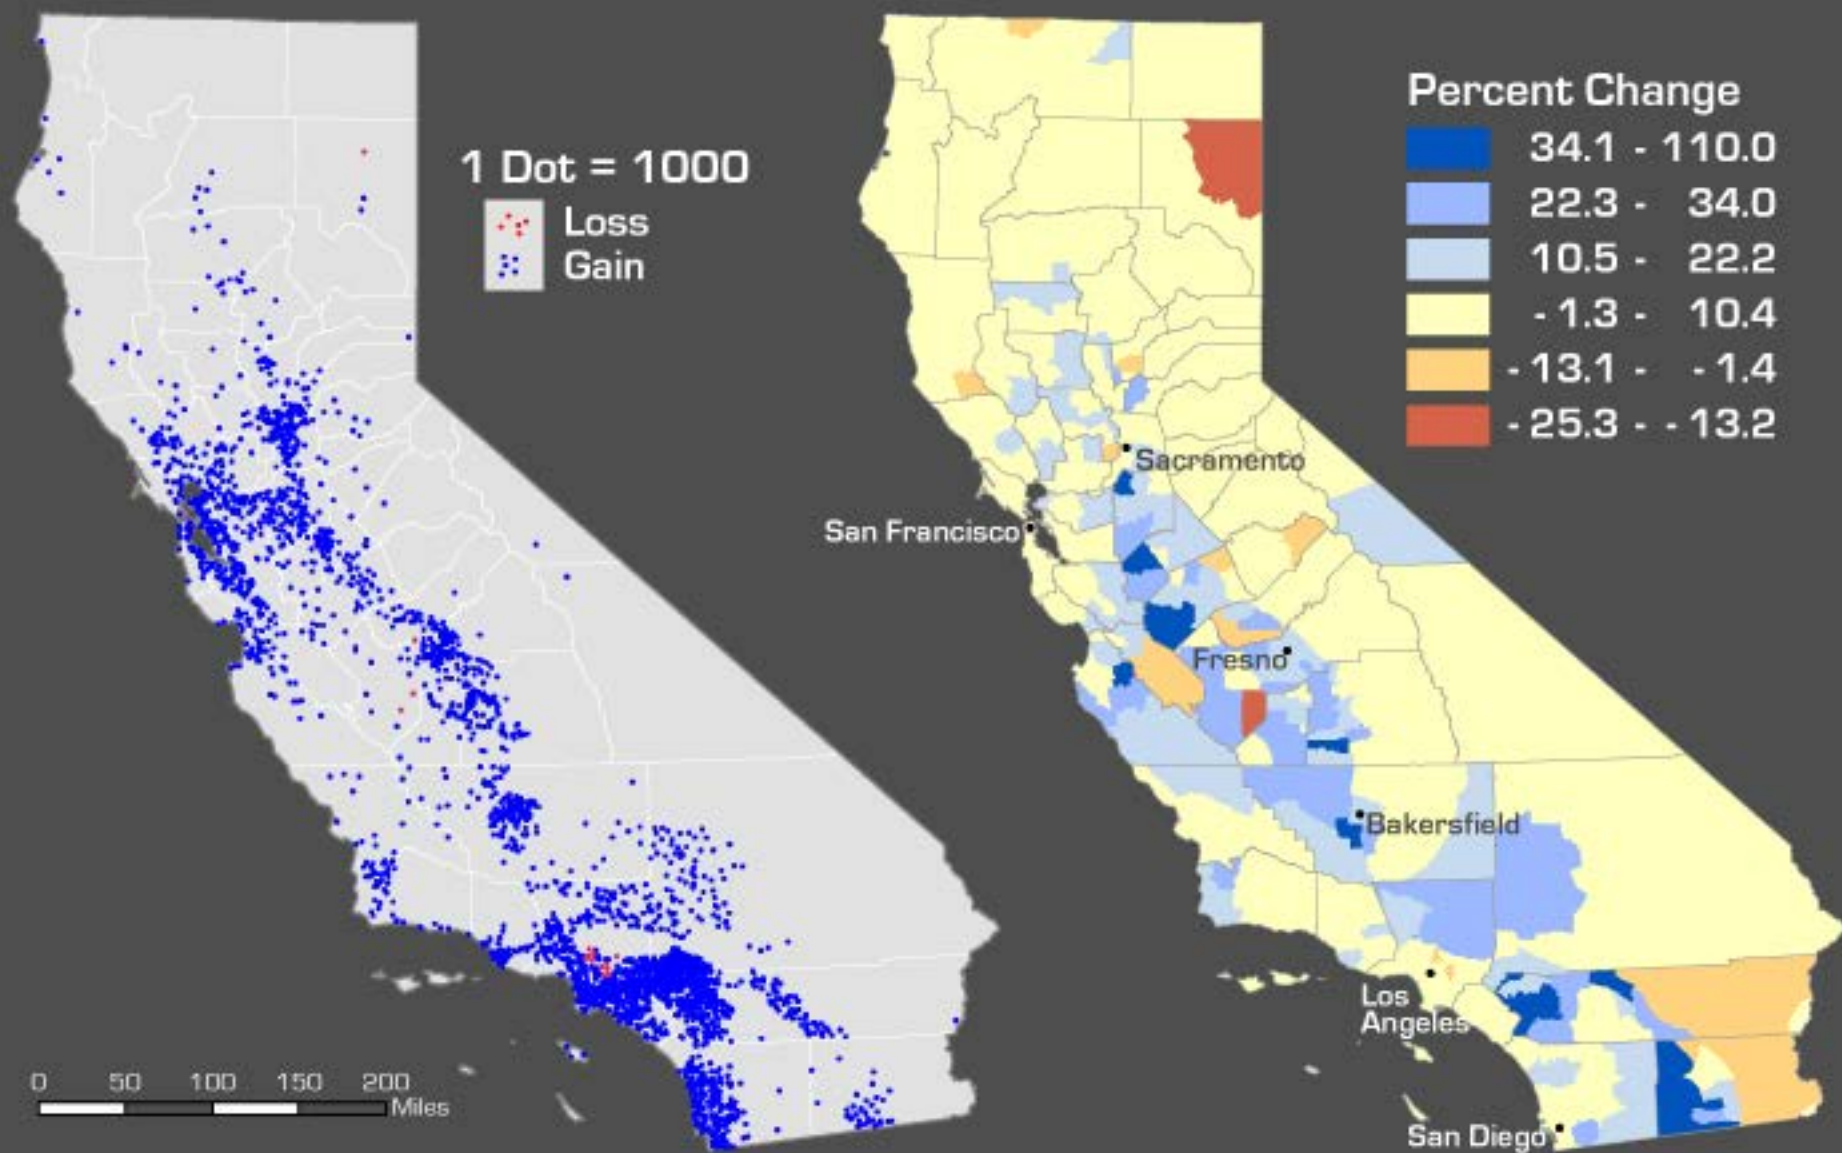 1 Dot = 1000
Loss
Gain
0 50 100 150 200
Miles
Percent Change
34.1 - 110.0
22.3 - 34.0
10.5 - 22.2
- 1.3 - 10.4
- 13.1 - - 1.4
- 25.3 - - 13.2
Sacramento
San Francisco
Fresno
Bakersfield
Los
Angeles
San Diego